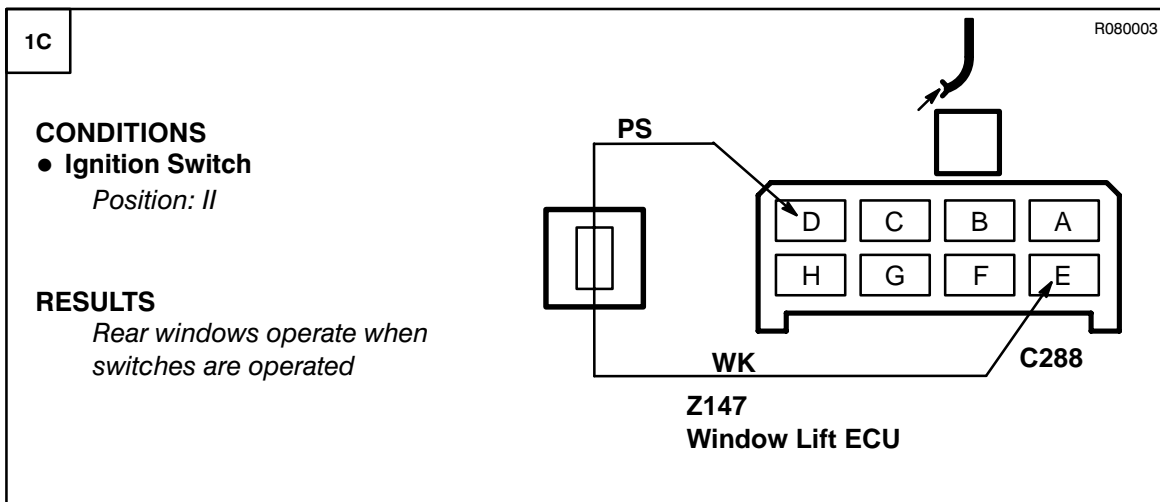 1C
R080003
CONDITIONS
● Ignition Switch
Position: II
RESULTS
Rear windows operate when
switches are operated
PS
D C B A
H G F E
WK
C288
Z147
Window Lift ECU